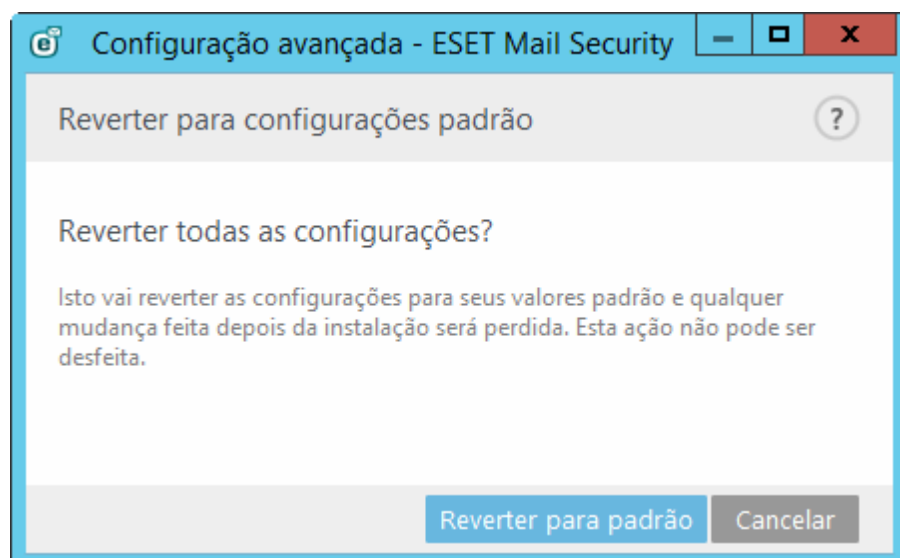 Configuração avançada - ESET Mail Security
Reverter para configurações padrão
?
Reverter todas as configurações?
Isto vai reverter as configurações para seus valores padrão e qualquer
mudança feita depois da instalação será perdida. Esta ação não pode ser
desfeita.
Reverter para padrão
Cancelar